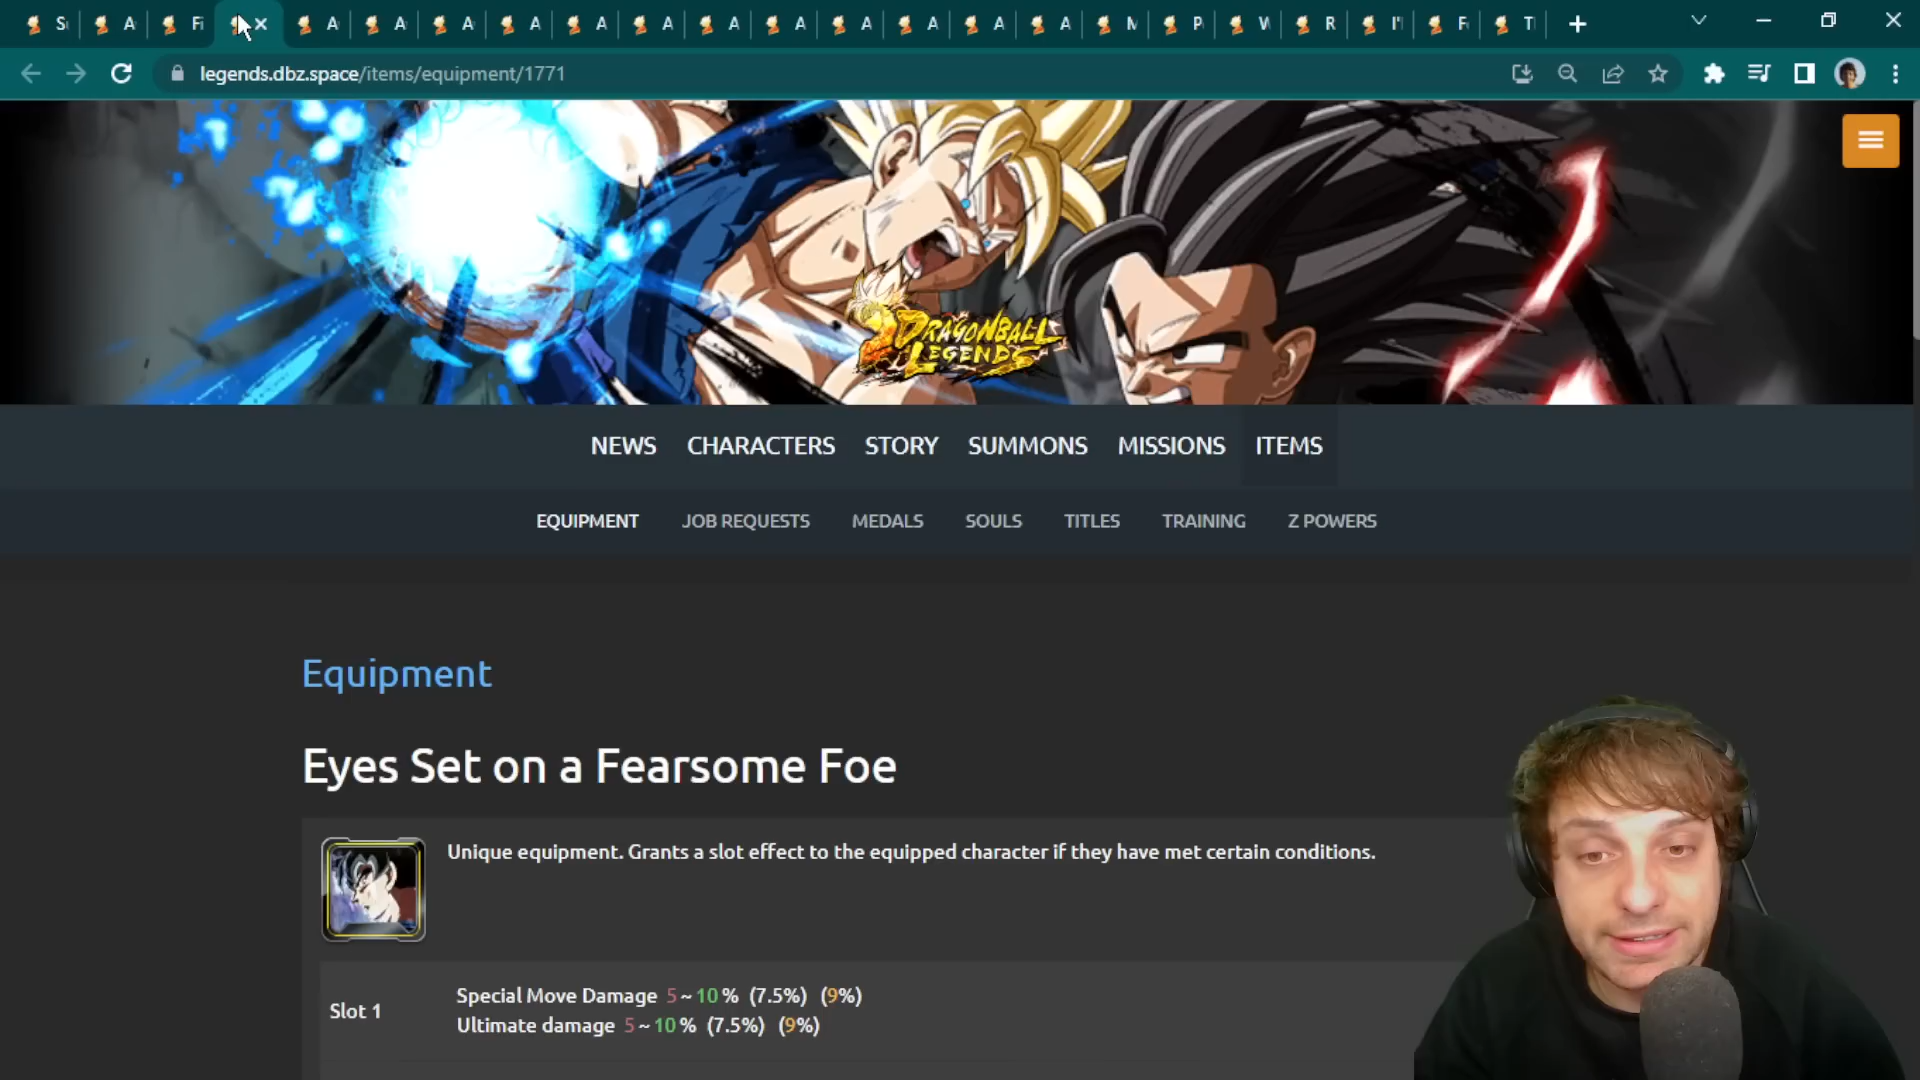 S A Fi A A A A A A A A A A A A M P W R I' F T
legends.dbz.space/items/equipment/1771
DRAGONBALL
LEGENDS
NEWS CHARACTERS STORY SUMMONS MISSIONS ITEMS
EQUIPMENT JOB REQUESTS MEDALS SOULS TITLES TRAINING Z POWERS
Equipment
Eyes Set on a Fearsome Foe
Unique equipment. Grants a slot effect to the equipped character if they have met certain conditions.
Slot 1
Special Move Damage 5 ~ 10 % (7.5%) (9%)
Ultimate damage 5 ~ 10 % (7.5%) (9%)